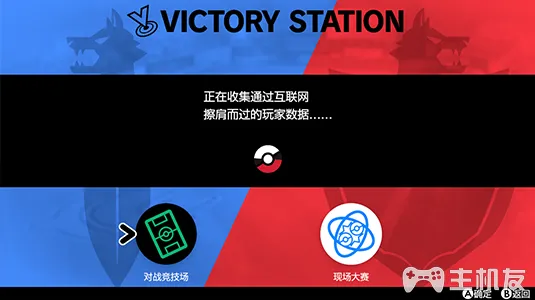 VICTORY STATION
正在收集通过互联网
擦肩而过的玩家数据……
对战竞技场
现场大赛
A确定 B返回
主机友